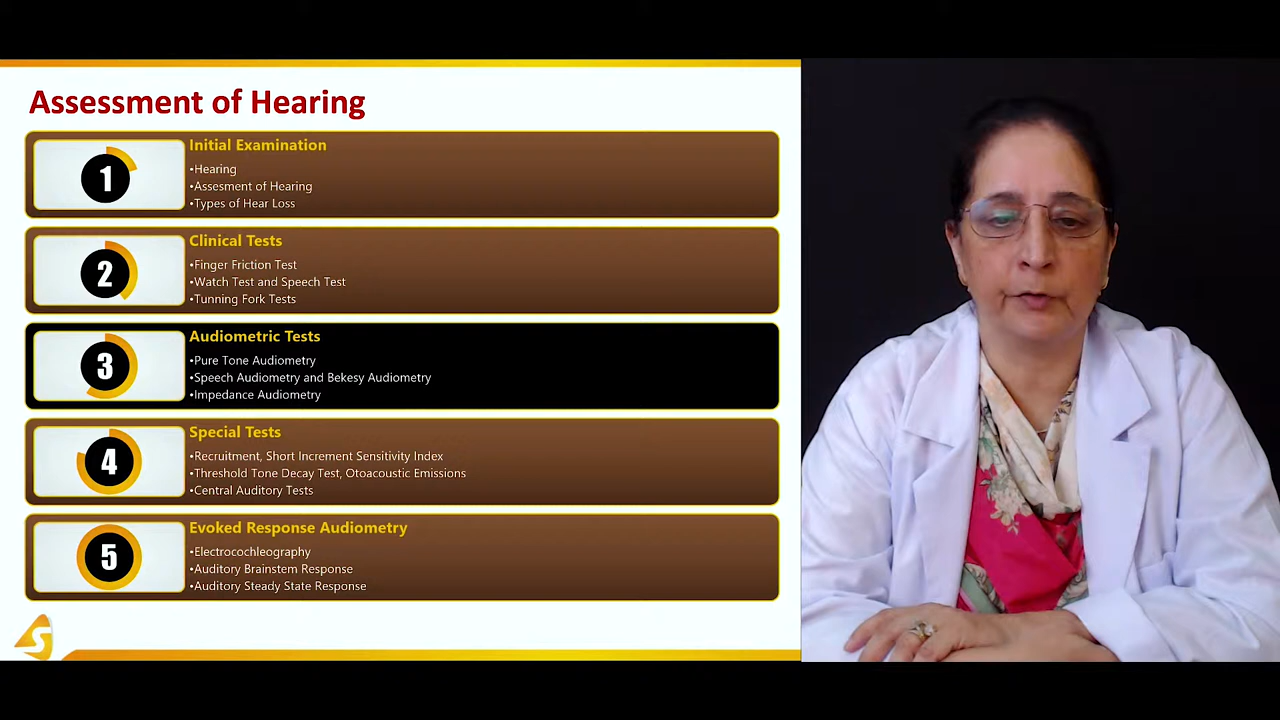 Assessment of Hearing
1
Initial Examination
•Hearing
•Assesment of Hearing
•Types of Hear Loss
2
Clinical Tests
•Finger Friction Test
•Watch Test and Speech Test
•Tunning Fork Tests
3
Audiometric Tests
•Pure Tone Audiometry
•Speech Audiometry and Bekesy Audiometry
•Impedance Audiometry
4
Special Tests
•Recruitment, Short Increment Sensitivity Index
•Threshold Tone Decay Test, Otoacoustic Emissions
•Central Auditory Tests
5
Evoked Response Audiometry
•Electrocochleography
•Auditory Brainstem Response
•Auditory Steady State Response
S